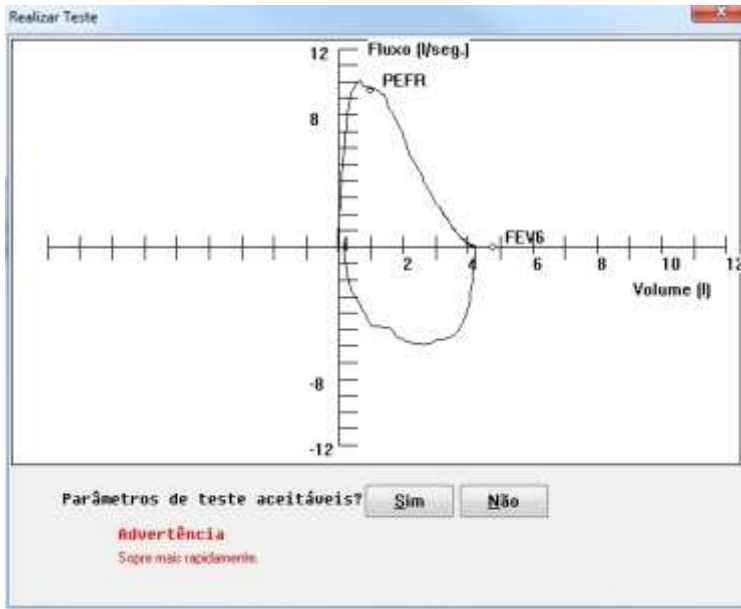 Realizar Teste
x
12
Fluxo (l/seg.)
PEFR
8
FEV6
2 4 6 8 10 12
Volume (l)
-8
-12
Parâmetros de teste aceitáveis? Sim Não
Advertência
Sopre mais rapidamente.